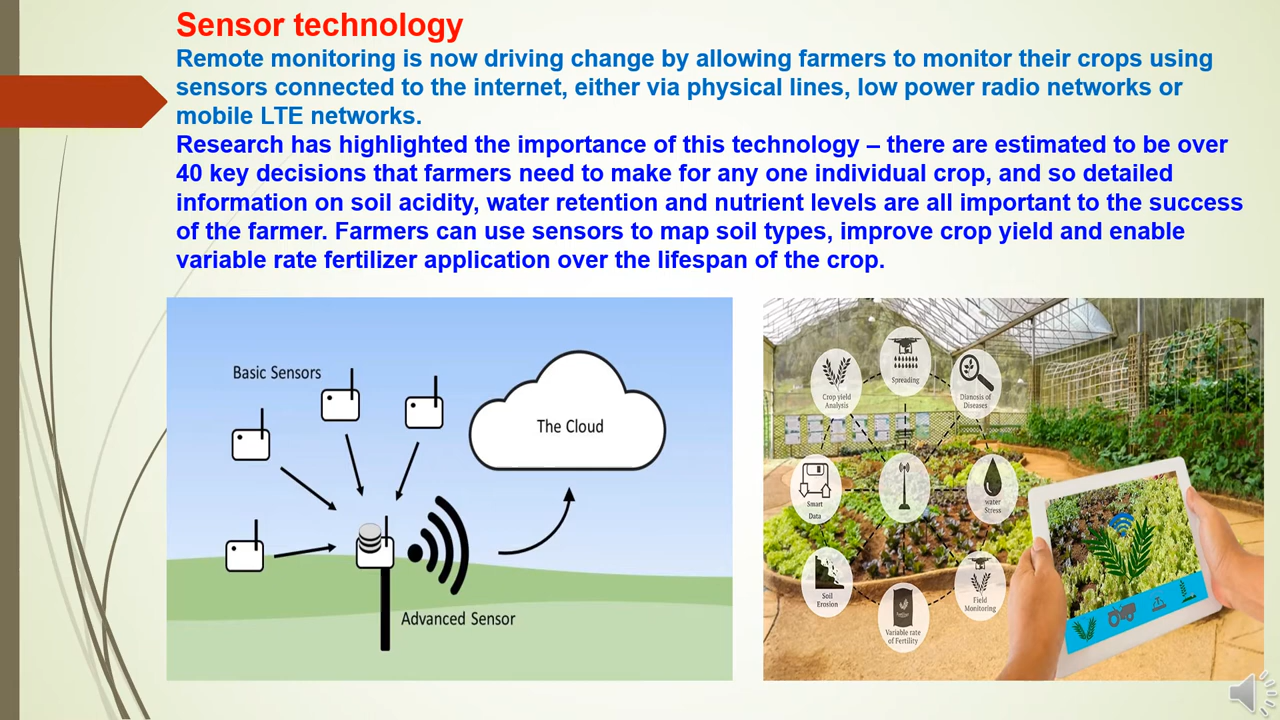 Sensor technology
Remote monitoring is now driving change by allowing farmers to monitor their crops using
sensors connected to the internet, either via physical lines, low power radio networks or
mobile LTE networks.
Research has highlighted the importance of this technology – there are estimated to be over
40 key decisions that farmers need to make for any one individual crop, and so detailed
information on soil acidity, water retention and nutrient levels are all important to the success
of the farmer. Farmers can use sensors to map soil types, improve crop yield and enable
variable rate fertilizer application over the lifespan of the crop.
Basic Sensors
The Cloud
Advanced Sensor
Spreading
Crop yield
Analysis
Dianosis of
Diseases
Smart
Data
water
Stress
Soil
Erosion
Field
Monitoring
Variable rate
of Fertility